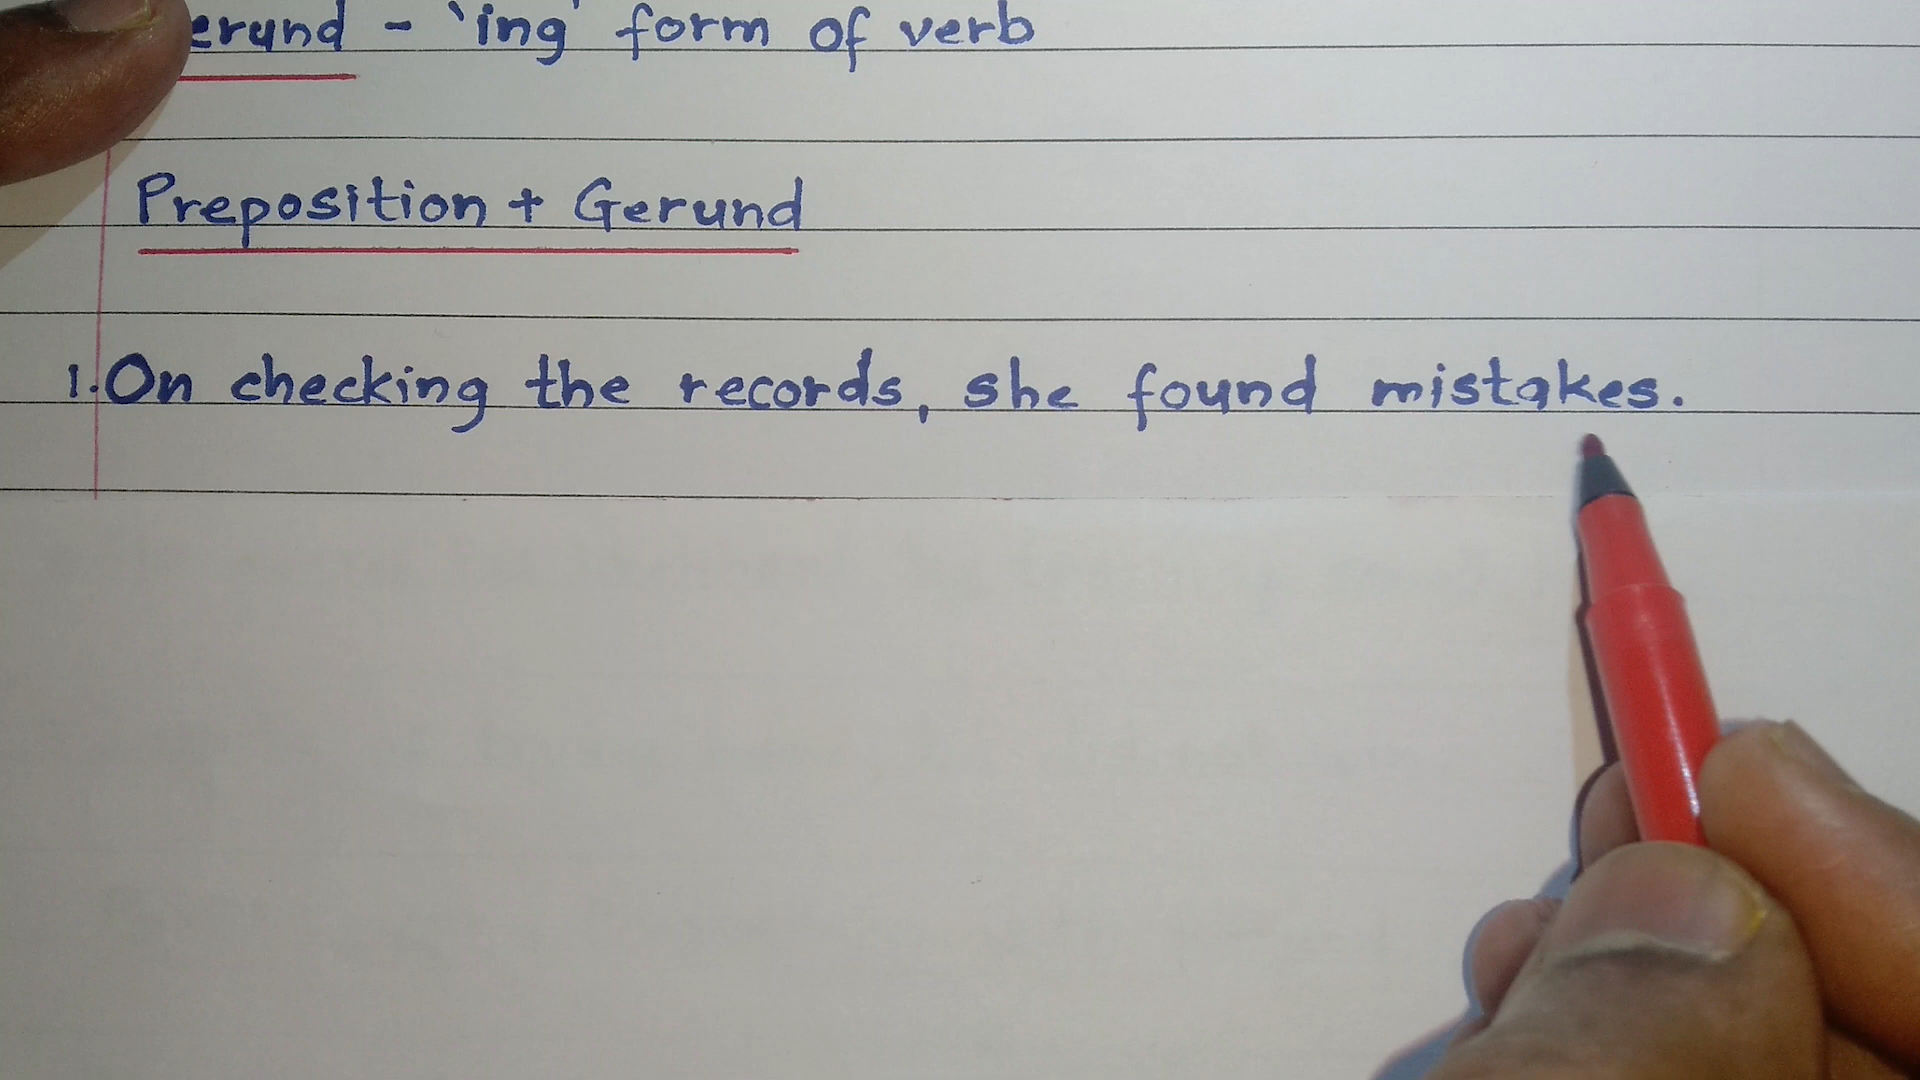 erund - 'ing' form of verb
Preposition + Gerund
1. On checking the records, she found mistakes.